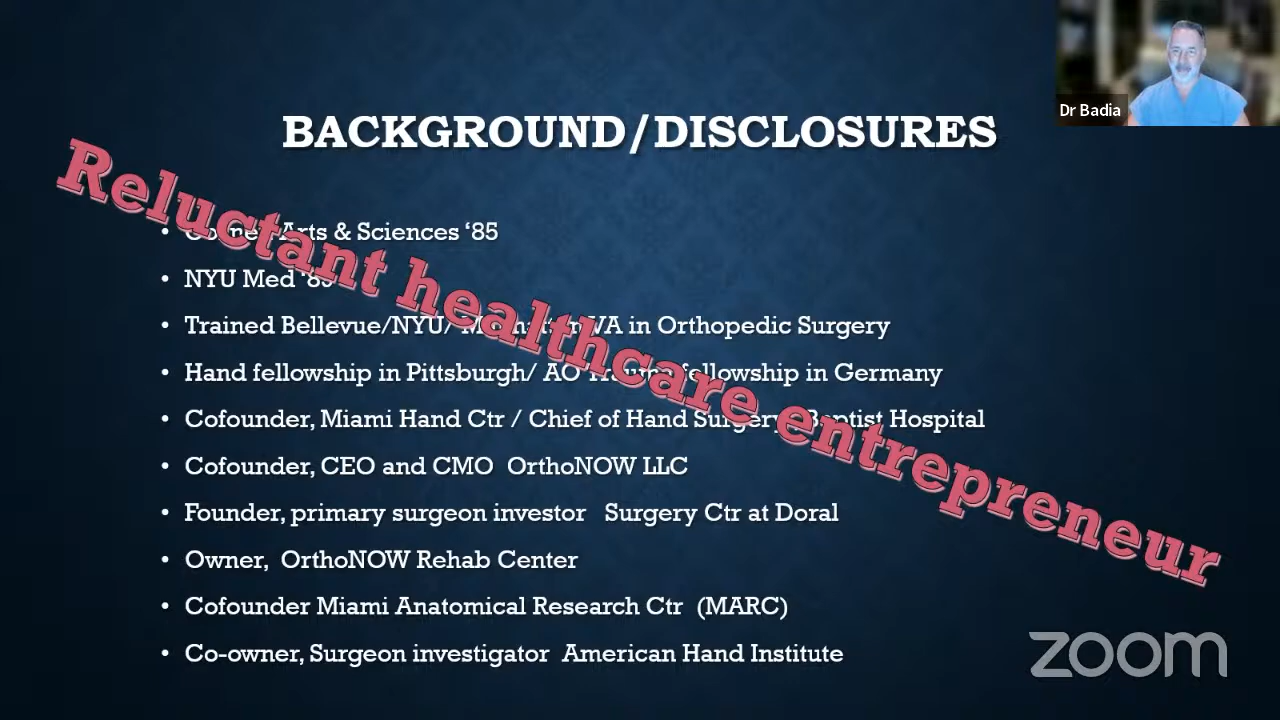 Dr Badia
BACKGROUND/DISCLOSURES
Reluctant healthcare entrepreneur
• Arts & Sciences ‘85
• NYU Med
• Trained Bellevue/NYU/ VA in Orthopedic Surgery
• Hand fellowship in Pittsburgh/ AO Trauma fellowship in Germany
• Cofounder, Miami Hand Ctr / Chief of Hand Surgery, Baptist Hospital
• Cofounder, CEO and CMO OrthoNOW LLC
• Founder, primary surgeon investor Surgery Ctr at Doral
• Owner, OrthoNOW Rehab Center
• Cofounder Miami Anatomical Research Ctr (MARC)
• Co-owner, Surgeon investigator American Hand Institute
zoom